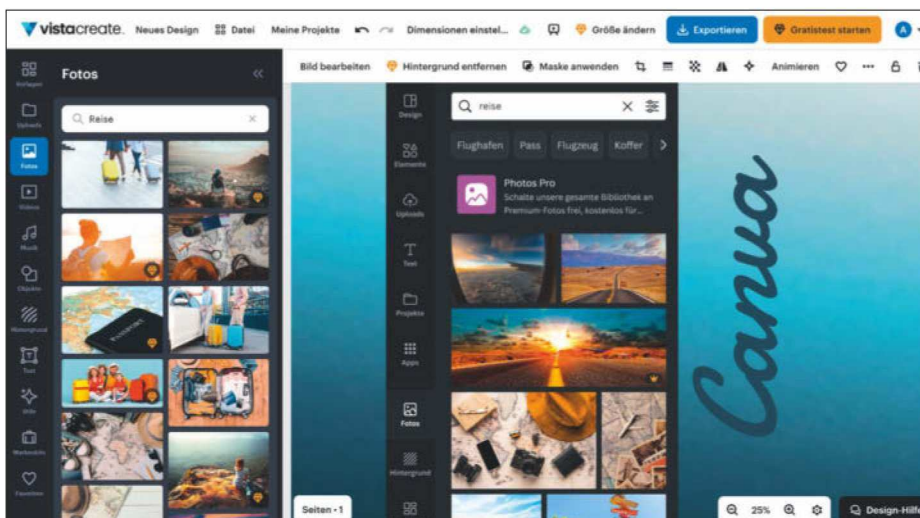 vistacreate. Neues Design Datei Meine Projekte Dimensionen einstel... Größe ändern Exportieren Gratistest starten A
Bild bearbeiten Hintergrund entfernen Maske anwenden Animieren
Vorlagen
Uploads
Fotos
Videos
Musik
Objekte
Hintergrund
Text
Stile
Markenkits
Favoriten
Fotos
Reise
PASSPORT
Design
Elemente
Uploads
Text
Projekte
Apps
Fotos
Hintergrund
reise
Flughafen Pass Flugzeug Koffer
Photos Pro
Schalte unsere gesamte Bibliothek an
Premium-Fotos frei, kostenlos für...
Canva
Seiten • 1
25%
Design-Hilfe